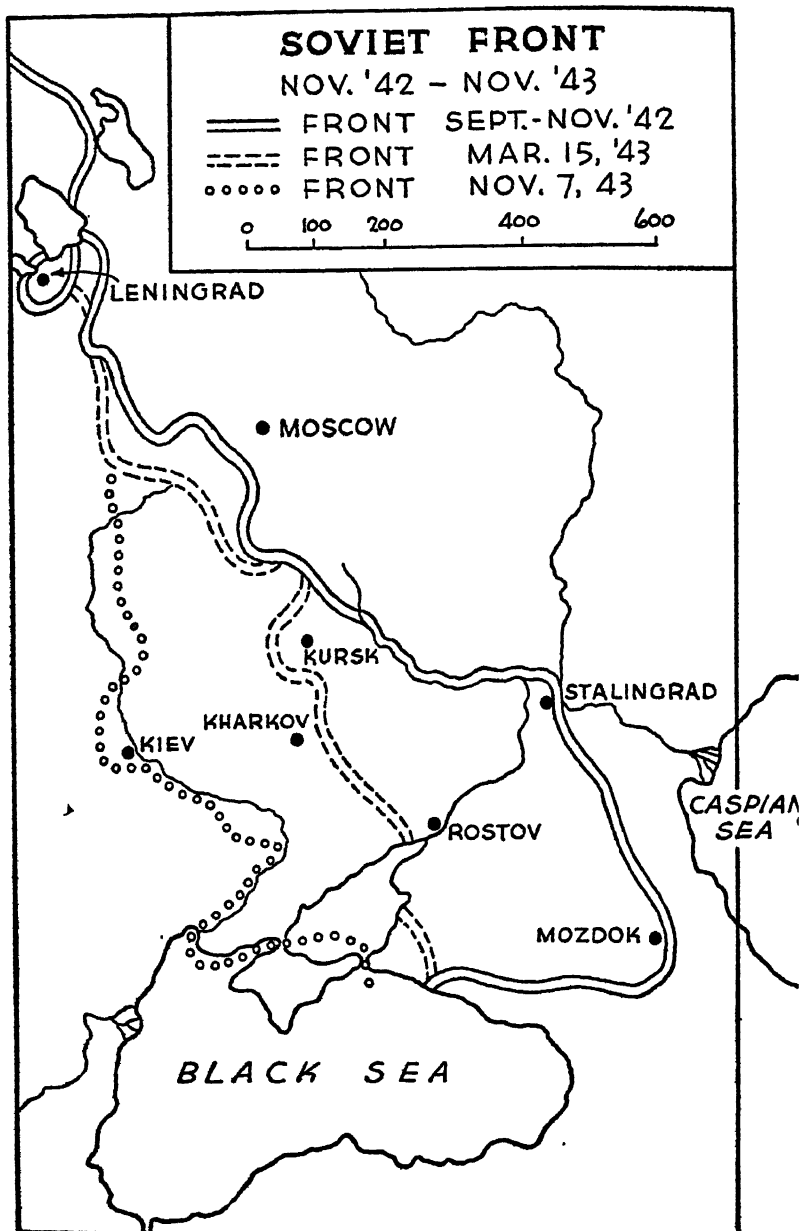 SOVIET FRONT
NOV. '42 – NOV. '43
FRONT SEPT.-NOV. '42
FRONT MAR. 15, '43
FRONT NOV. 7, 43
0 100 200 400 600
LENINGRAD
MOSCOW
KURSK
STALINGRAD
KHARKOV
KIEV
CASPIAN
SEA
ROSTOV
MOZDOK
BLACK SEA